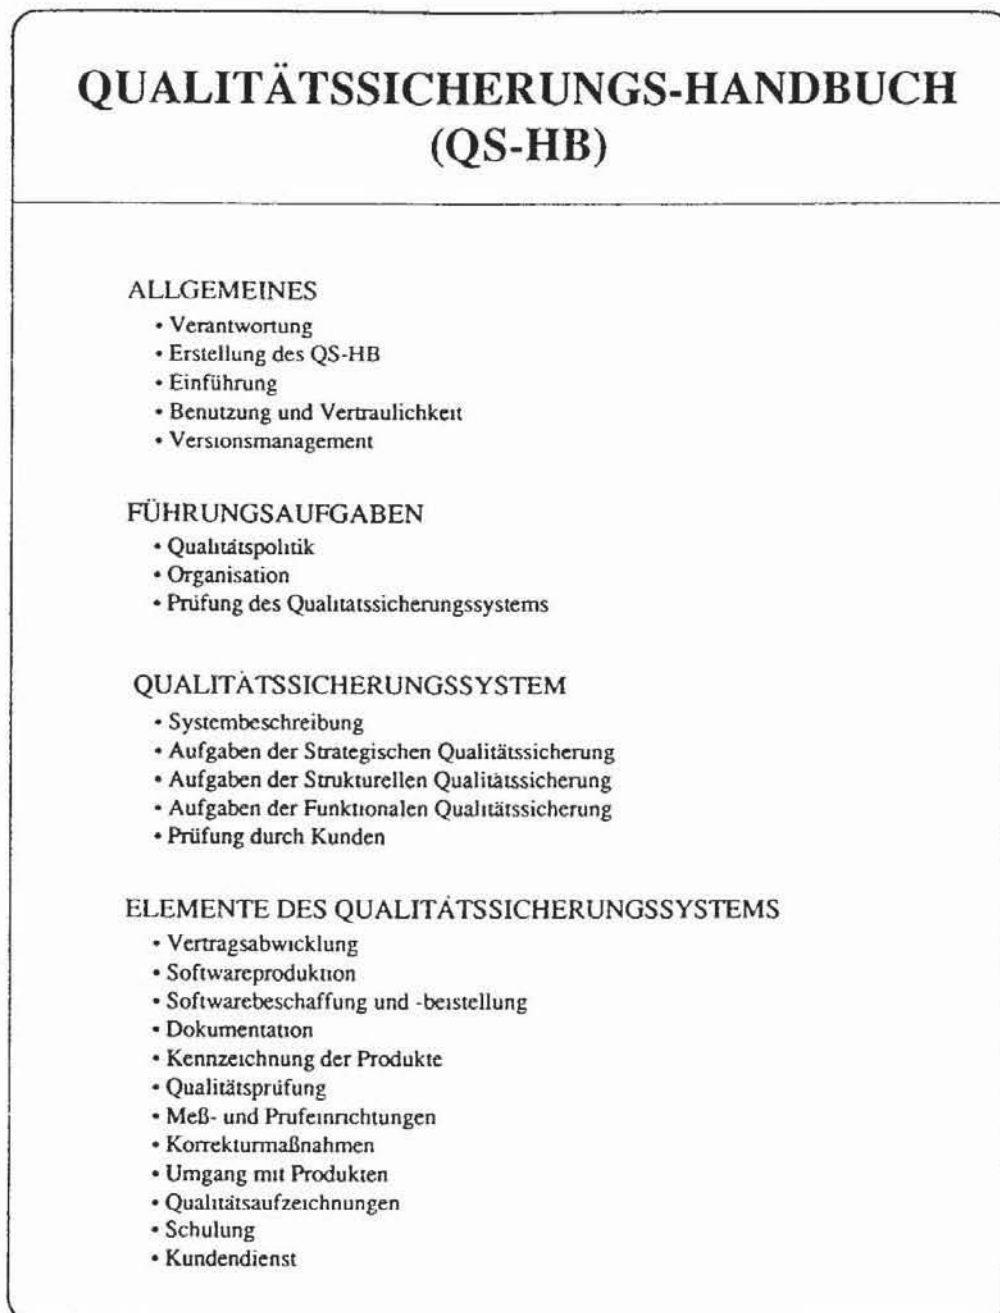 QUALITÄTSSICHERUNGS-HANDBUCH
(QS-HB)
ALLGEMEINES
• Verantwortung
• Erstellung des QS-HB
• Einführung
• Benutzung und Vertraulichkeit
• Versionsmanagement
FÜHRUNGSAUFGABEN
• Qualitätspolitik
• Organisation
• Prüfung des Qualitatssicherungssystems
QUALITÄTSSICHERUNGSSYSTEM
• Systembeschreibung
• Aufgaben der Strategischen Qualitätssicherung
• Aufgaben der Strukturellen Qualitätssicherung
• Aufgaben der Funktionalen Qualitätssicherung
• Prüfung durch Kunden
ELEMENTE DES QUALITÄTSSICHERUNGSSYSTEMS
• Vertragsabwicklung
• Softwareproduktion
• Softwarebeschaffung und -beistellung
• Dokumentation
• Kennzeichnung der Produkte
• Qualitätsprüfung
• Meß- und Prufeinrichtungen
• Korrekturmaßnahmen
• Umgang mit Produkten
• Qualitätsaufzeichnungen
• Schulung
• Kundendienst